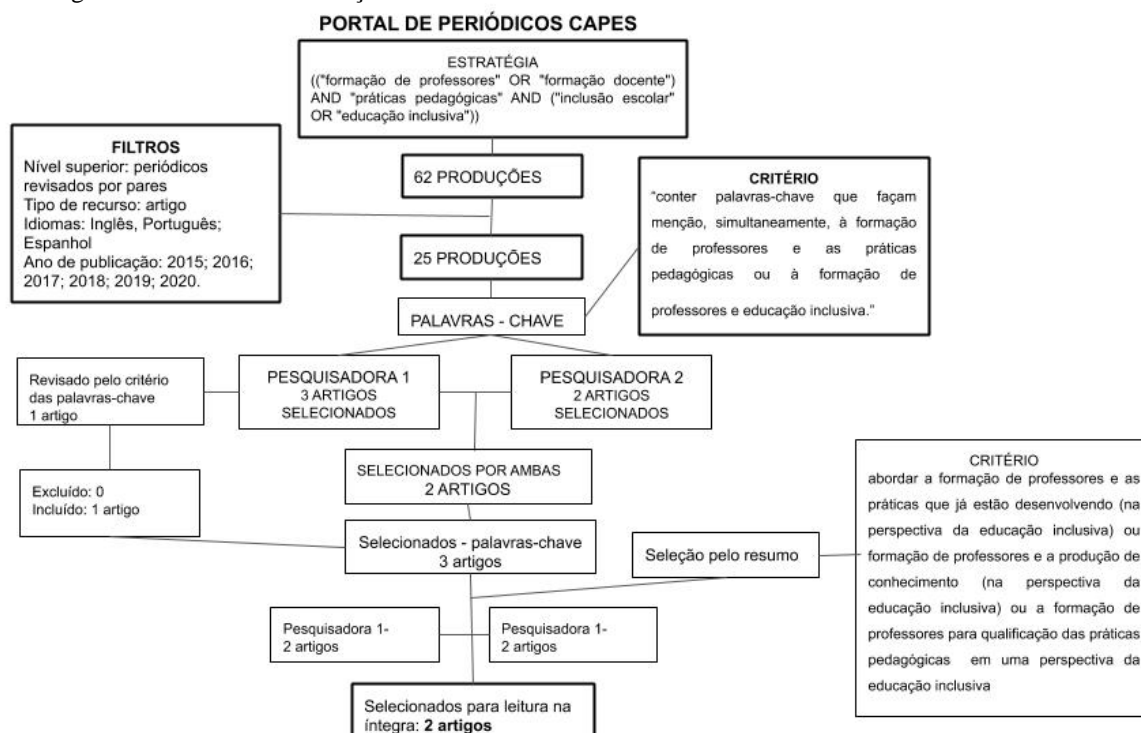 PORTAL DE PERIÓDICOS CAPES
ESTRATÉGIA
(("formação de professores" OR "formação docente")
AND "práticas pedagógicas" AND ("inclusão escolar"
OR "educação inclusiva"))
FILTROS
Nível superior: periódicos
revisados por pares
Tipo de recurso: artigo
Idiomas: Inglês, Português;
Espanhol
Ano de publicação: 2015; 2016;
2017; 2018; 2019; 2020.
62 PRODUÇÕES
CRITÉRIO
“conter palavras-chave que façam
menção, simultaneamente, à formação
de professores e as práticas
pedagógicas ou à formação de
professores e educação inclusiva.”
25 PRODUÇÕES
PALAVRAS - CHAVE
Revisado pelo critério
das palavras-chave
1 artigo
PESQUISADORA 1
3 ARTIGOS
SELECIONADOS
PESQUISADORA 2
2 ARTIGOS
SELECIONADOS
SELECIONADOS POR AMBAS
2 ARTIGOS
Excluído: 0
Incluído: 1 artigo
Selecionados - palavras-chave
3 artigos
Seleção pelo resumo
CRITÉRIO
abordar a formação de professores e as
práticas que já estão desenvolvendo (na
perspectiva da educação inclusiva) ou
formação de professores e a produção de
conhecimento (na perspectiva da
educação inclusiva) ou a formação de
professores para qualificação das práticas
pedagógicas em uma perspectiva da
educação inclusiva
Pesquisadora 1-
2 artigos
Pesquisadora 1-
2 artigos
Selecionados para leitura na
íntegra: 2 artigos